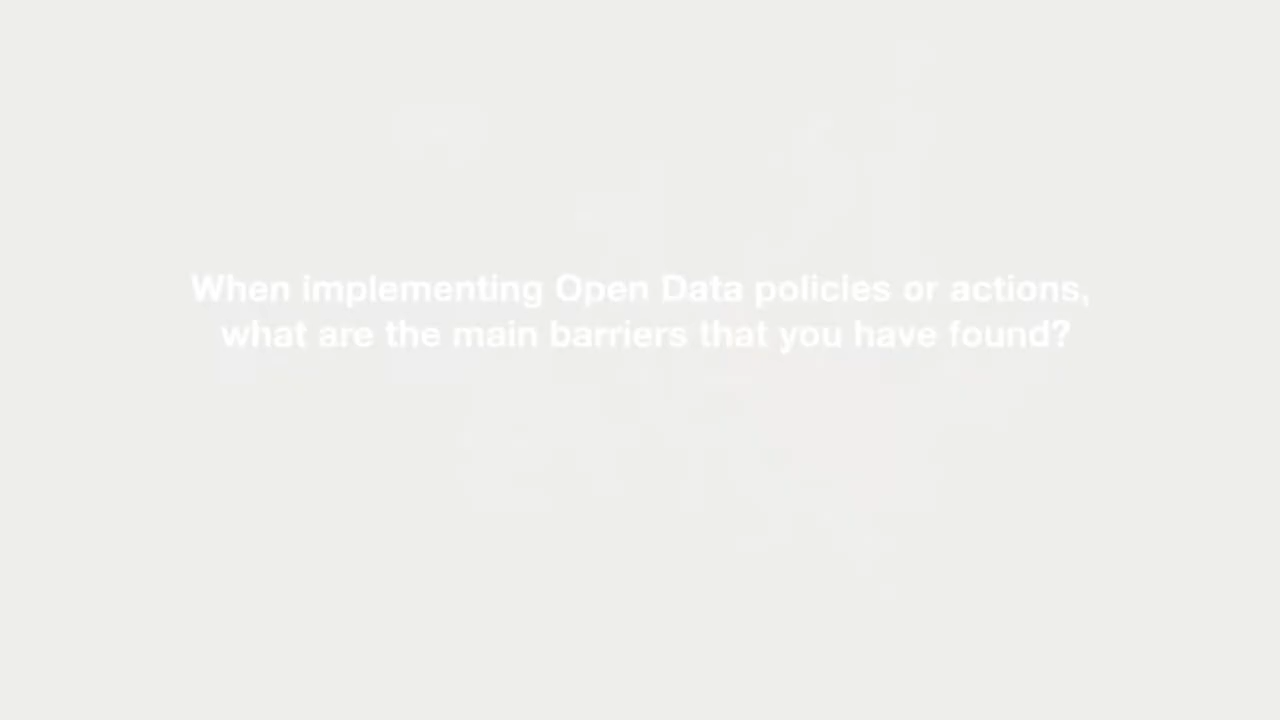 When implementing Open Data policies or actions,
what are the main barriers that you have found?